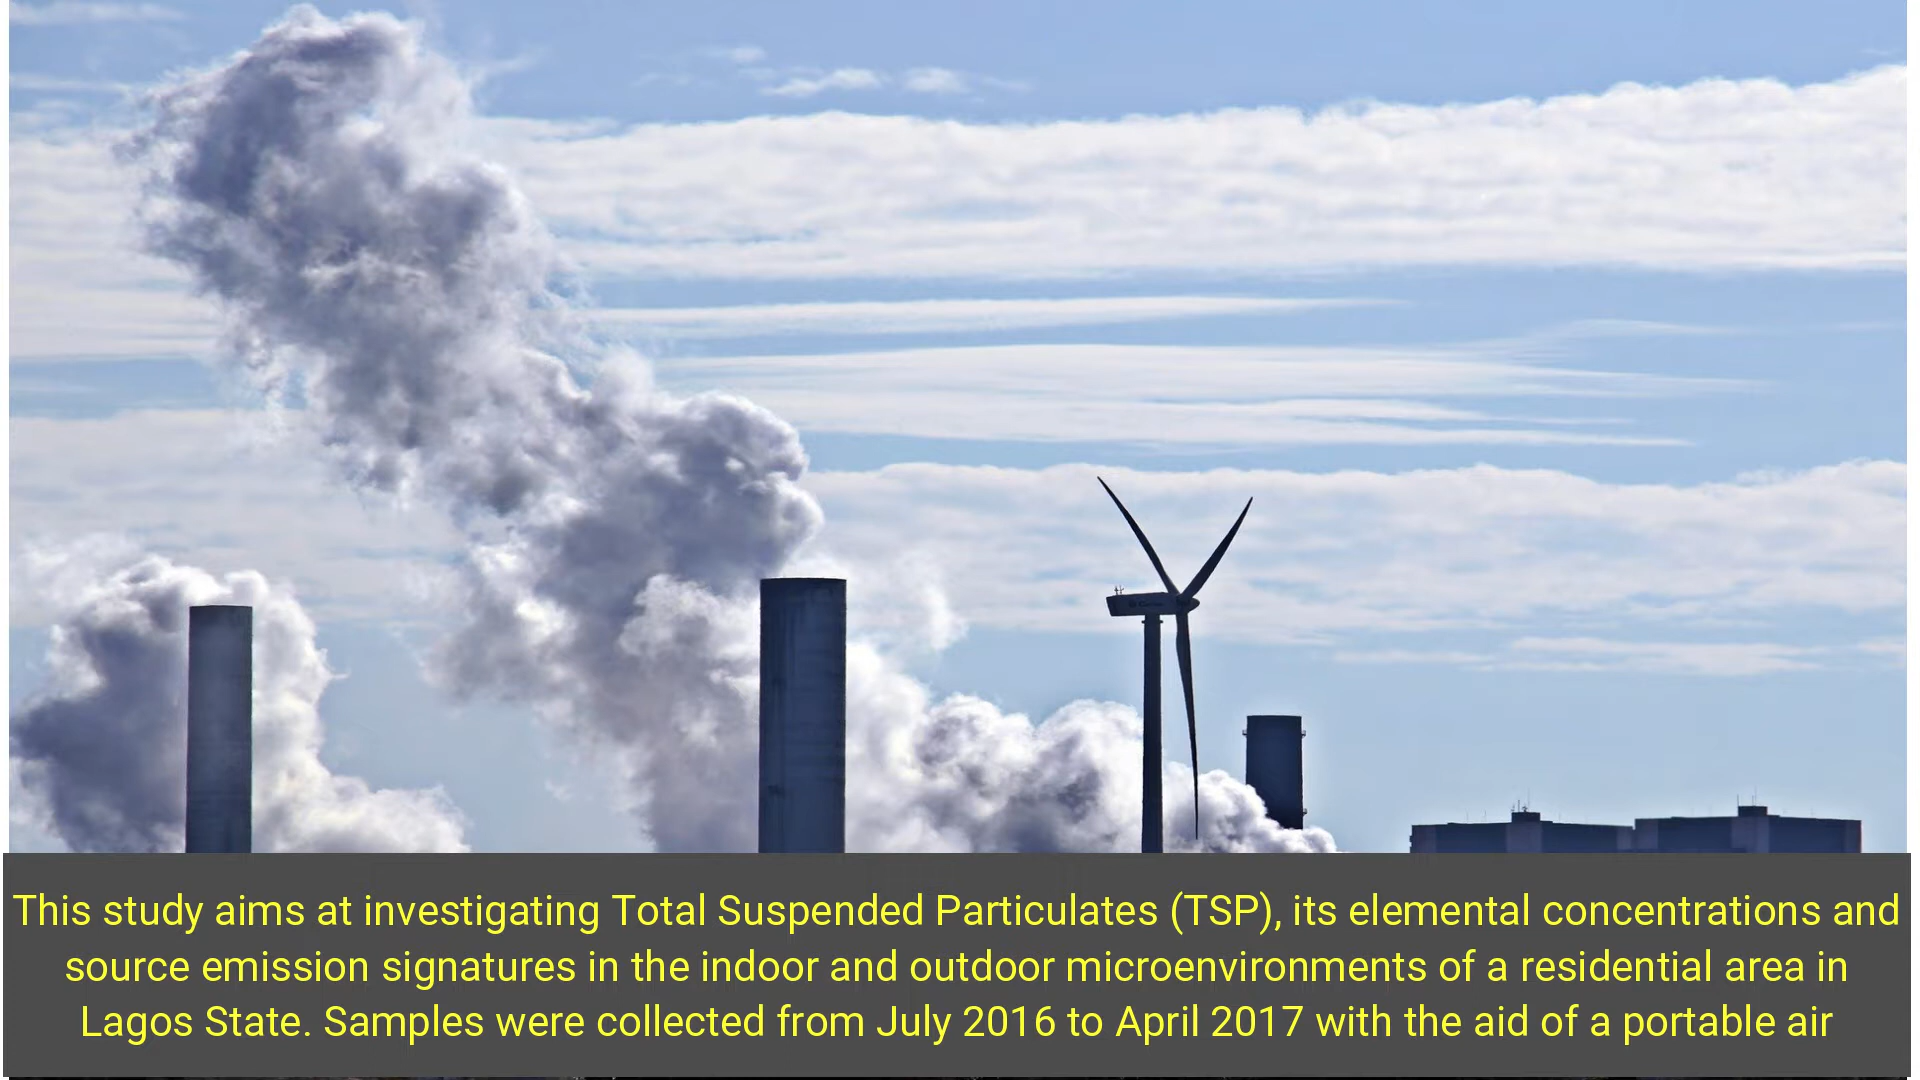 This study aims at investigating Total Suspended Particulates (TSP), its elemental concentrations and
source emission signatures in the indoor and outdoor microenvironments of a residential area in
Lagos State. Samples were collected from July 2016 to April 2017 with the aid of a portable air